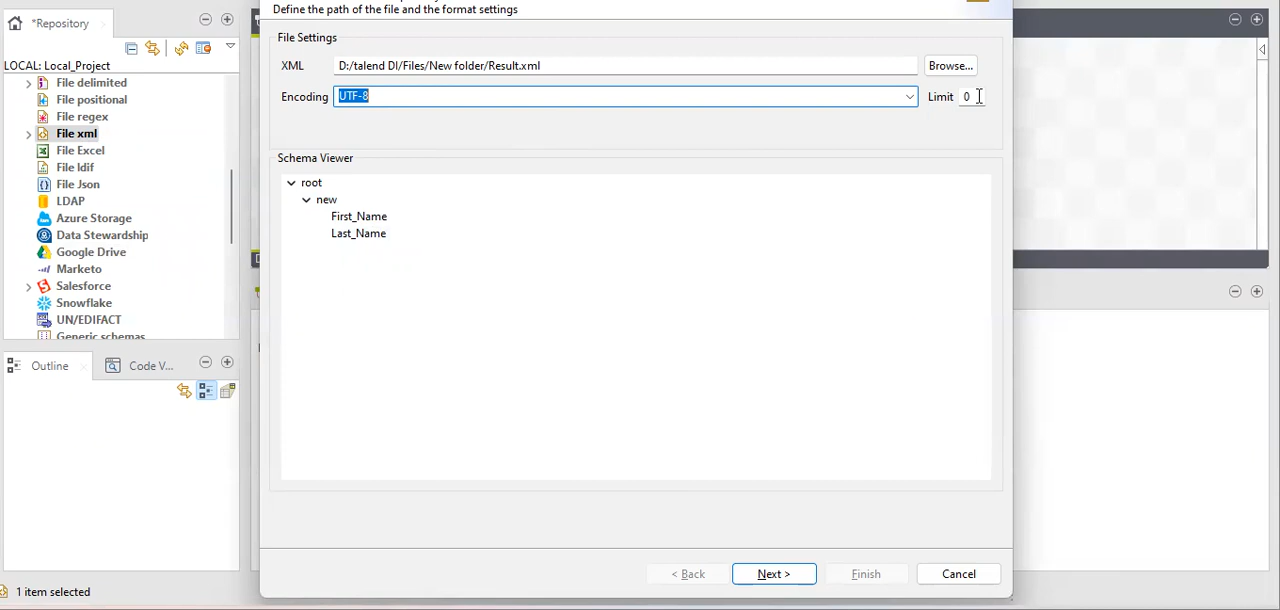 *Repository
LOCAL: Local_Project
File delimited
File positional
File regex
File xml
File Excel
File ldif
File Json
LDAP
Azure Storage
Data Stewardship
Google Drive
Marketo
Salesforce
Snowflake
UN/EDIFACT
Generic schemas
Outline
Code V...
1 item selected
Define the path of the file and the format settings
File Settings
XML D:/talend DI/Files/New folder/Result.xml Browse...
Encoding UTF-8 Limit 0
Schema Viewer
root
new
First_Name
Last_Name
< Back Next > Finish Cancel